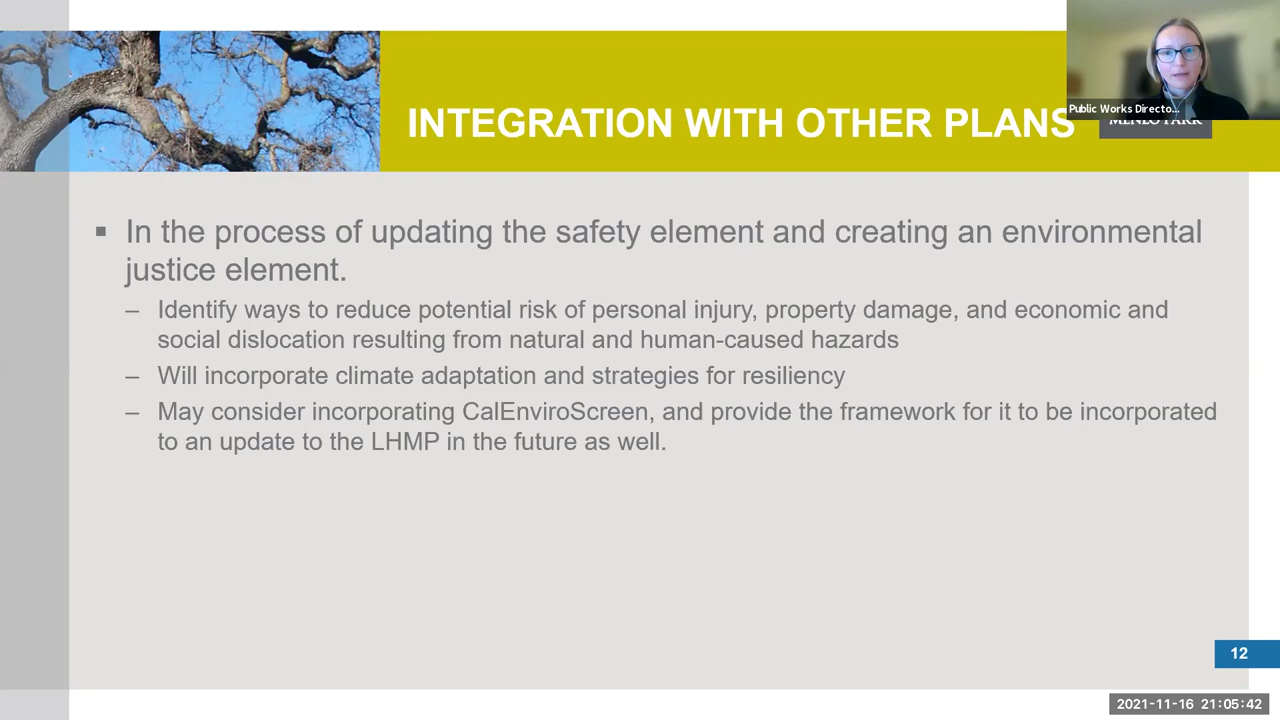 INTEGRATION WITH OTHER PLANS
Public Works Directo...
MENLO PARK
▪ In the process of updating the safety element and creating an environmental
justice element.
– Identify ways to reduce potential risk of personal injury, property damage, and economic and
social dislocation resulting from natural and human-caused hazards
– Will incorporate climate adaptation and strategies for resiliency
– May consider incorporating CalEnviroScreen, and provide the framework for it to be incorporated
to an update to the LHMP in the future as well.
12
2021-11-16 21:05:42